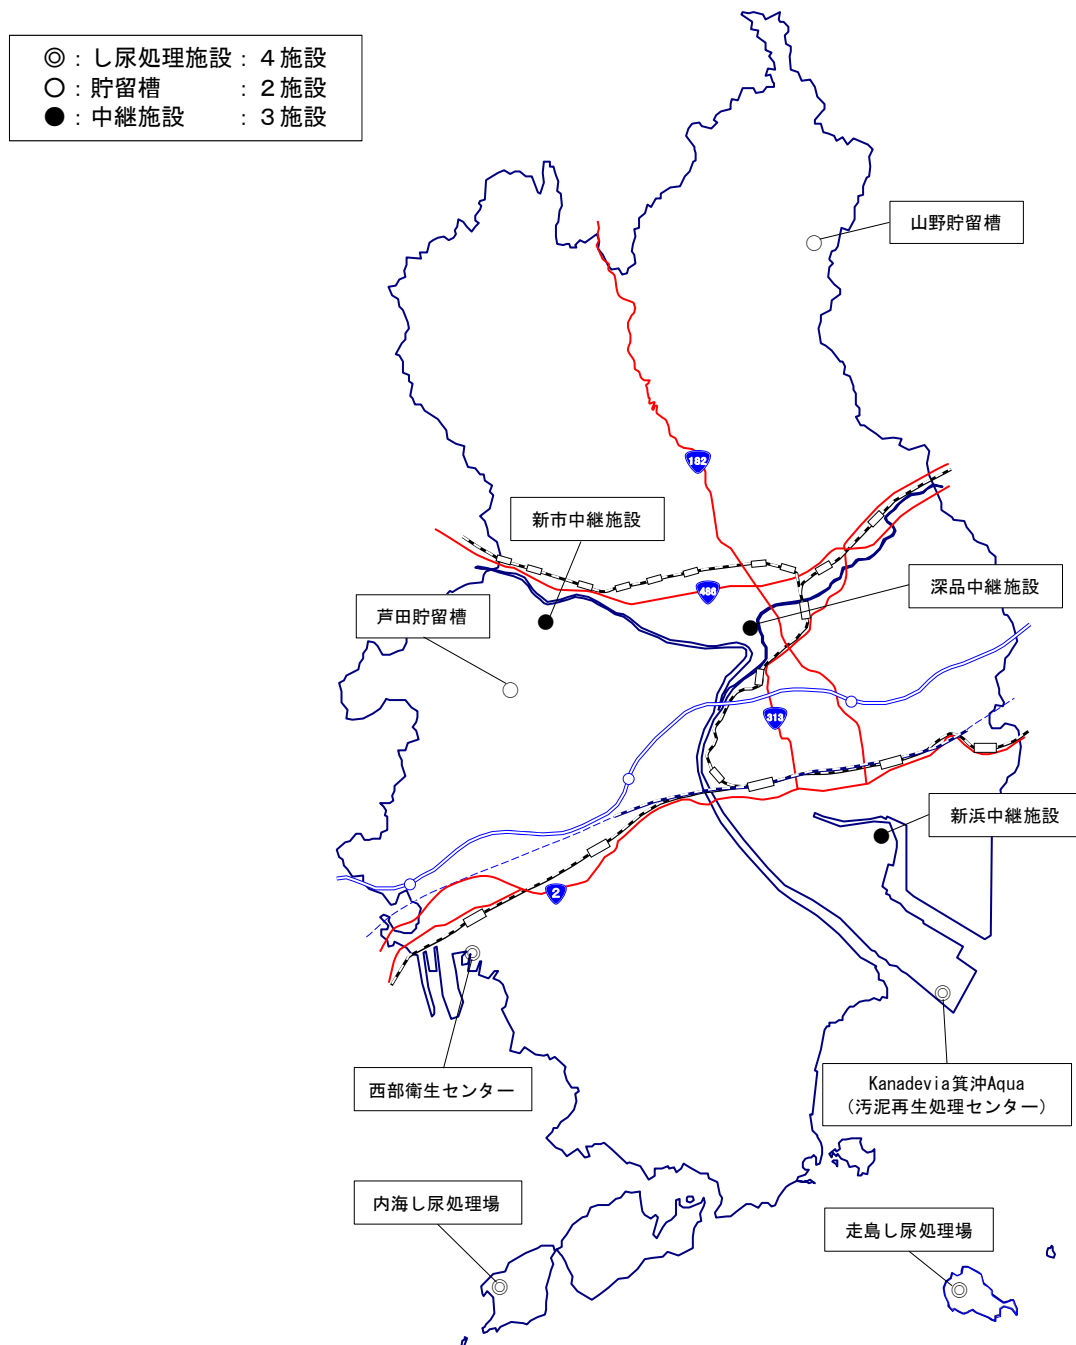 ◎：し尿処理施設：４施設
○：貯留槽　　　：２施設
●：中継施設　　：３施設
山野貯留槽
182
新市中継施設
486
深品中継施設
芦田貯留槽
313
新浜中継施設
2
西部衛生センター
Kanadevia箕沖Aqua
（汚泥再生処理センター）
内海し尿処理場
走島し尿処理場